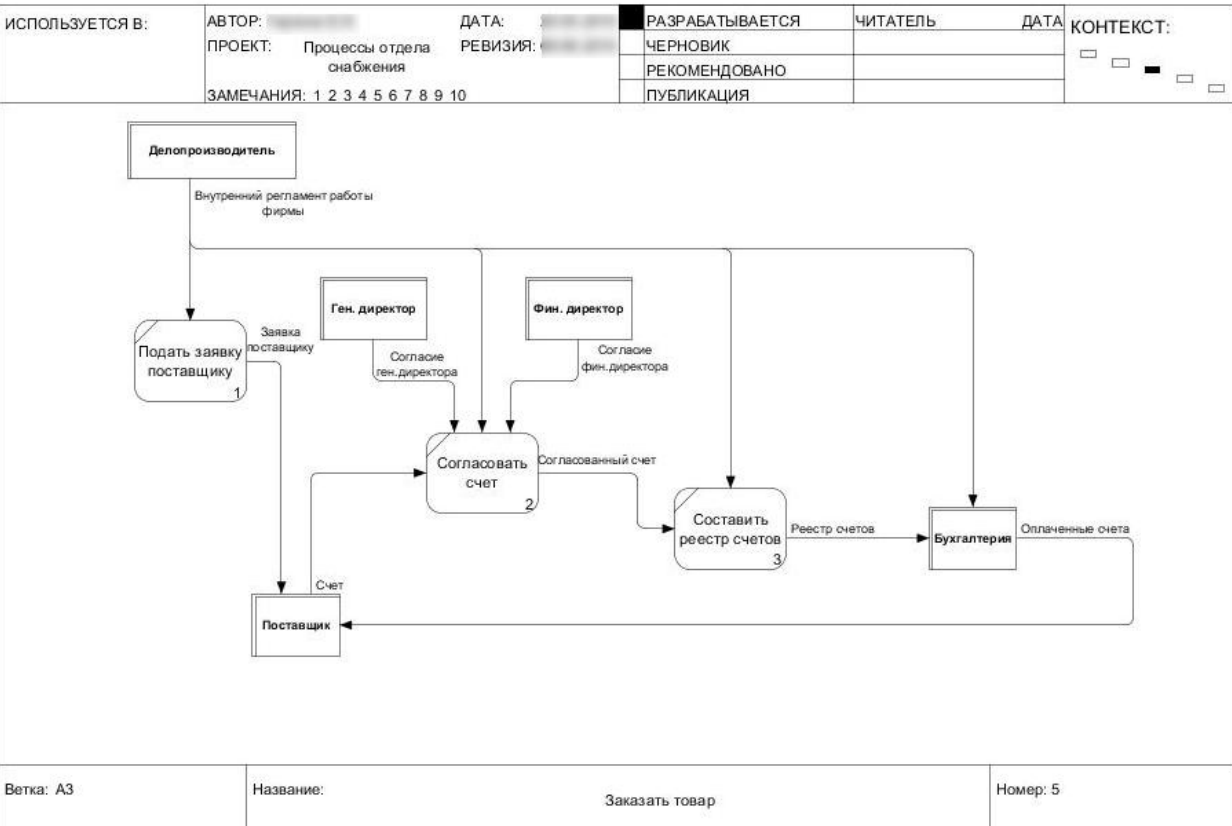 ИСПОЛЬЗУЕТСЯ В:
АВТОР:
ДАТА:
ПРОЕКТ: Процессы отдела
снабжения
РЕВИЗИЯ:
ЗАМЕЧАНИЯ: 1 2 3 4 5 6 7 8 9 10
РАЗРАБАТЫВАЕТСЯ
ЧЕРНОВИК
РЕКОМЕНДОВАНО
ПУБЛИКАЦИЯ
ЧИТАТЕЛЬ
ДАТА
КОНТЕКСТ:
Делопроизводитель
Внутренний регламент работы
фирмы
Ген. директор
Фин. директор
Подать заявку
поставщику
1
Заявка
поставщику
Согласие
ген.директора
Согласие
фин.директора
Согласовать
счет
2
Согласованный счет
Составить
реестр счетов
3
Реестр счетов
Бухгалтерия
Оплаченные счета
Счет
Поставщик
Ветка: А3
Название:
Заказать товар
Номер: 5